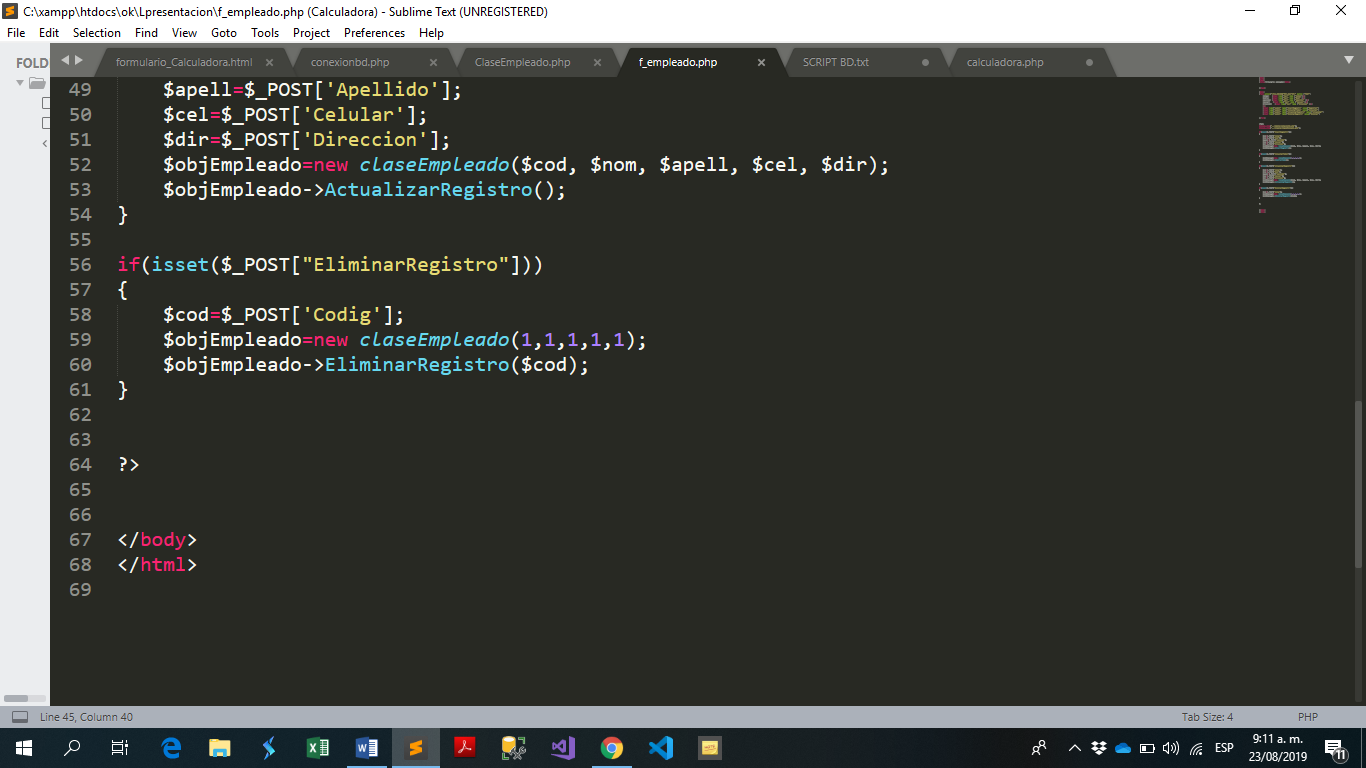 C:\xampp\htdocs\ok\Lpresentacion\f_empleado.php (Calculadora) - Sublime Text (UNREGISTERED)
File Edit Selection Find View Goto Tools Project Preferences Help
FOLD
formulario_Calculadora.html conexionbd.php ClaseEmpleado.php f_empleado.php SCRIPT BD.txt calculadora.php
49 $apell=$_POST['Apellido'];
50 $cel=$_POST['Celular'];
51 $dir=$_POST['Direccion'];
52 $objEmpleado=new claseEmpleado($cod, $nom, $apell, $cel, $dir);
53 $objEmpleado->ActualizarRegistro();
54 }
55
56 if(isset($_POST["EliminarRegistro"]))
57 {
58 $cod=$_POST['Codig'];
59 $objEmpleado=new claseEmpleado(1,1,1,1,1);
60 $objEmpleado->EliminarRegistro($cod);
61 }
62
63
64 ?>
65
66
67 </body>
68 </html>
69
Line 45, Column 40 Tab Size: 4 PHP
ESP 9:11 a. m.
23/08/2019 11